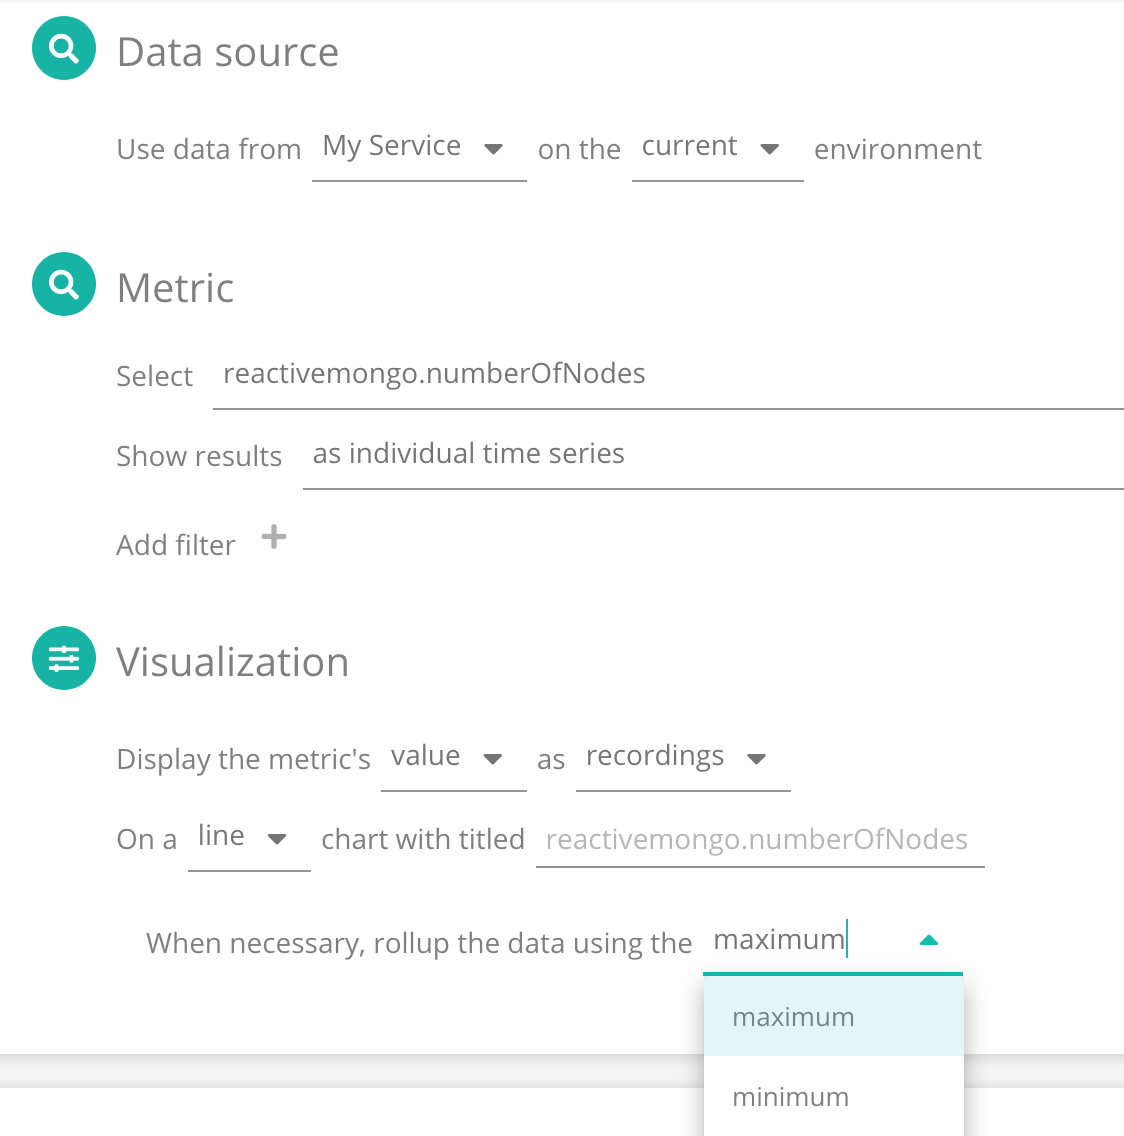 Data source
Use data from My Service on the current environment
Metric
Select reactivemongo.numberOfNodes
Show results as individual time series
Add filter
Visualization
Display the metric's value as recordings
On a line chart with titled reactivemongo.numberOfNodes
When necessary, rollup the data using the maximum
maximum
minimum